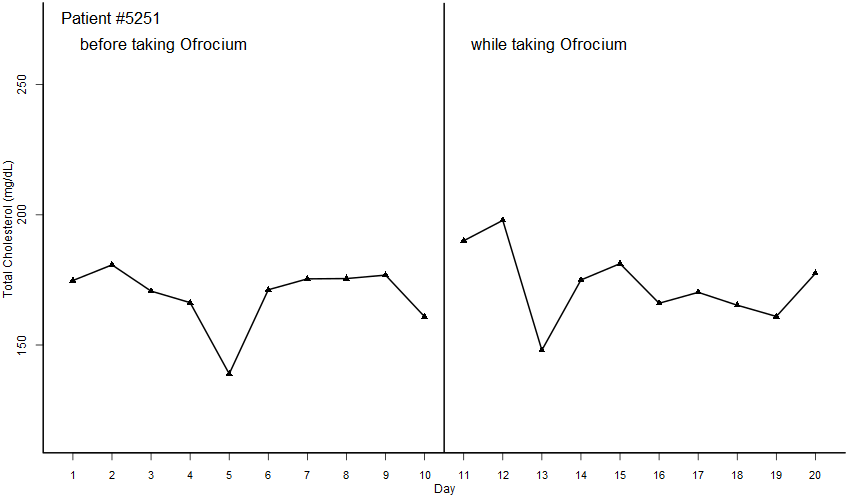 Patient #5251
before taking Ofrocium
while taking Ofrocium
Total Cholesterol (mg/dL)
250
200
150
1 2 3 4 5 6 7 8 9 10 11 12 13 14 15 16 17 18 19 20
Day